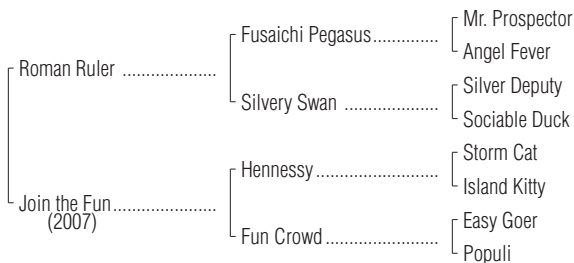 Mr. Prospector
Fusaichi Pegasus..............
Angel Fever
Roman Ruler ....................
Silver Deputy
Silvery Swan ....................
Sociable Duck
Storm Cat
Hennessy..........................
Island Kitty
Join the Fun......................
(2007)
Easy Goer
Fun Crowd ........................
Populi